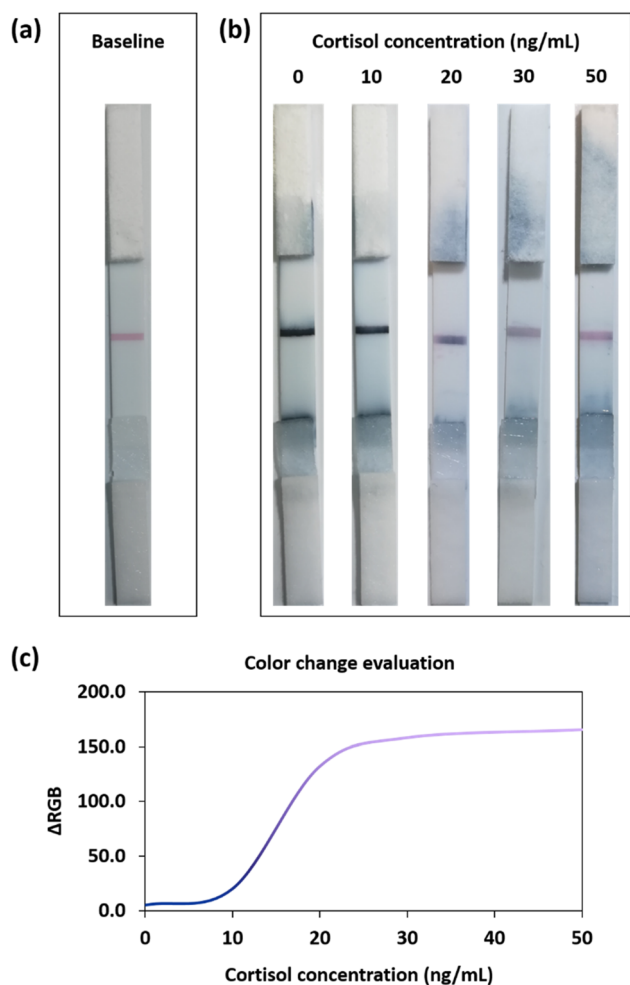 (a)
Baseline
(b)
Cortisol concentration (ng/mL)
0 10 20 30 50
(c)
Color change evaluation
200.0
150.0
100.0
50.0
0.0
ΔRGB
0 10 20 30 40 50
Cortisol concentration (ng/mL)